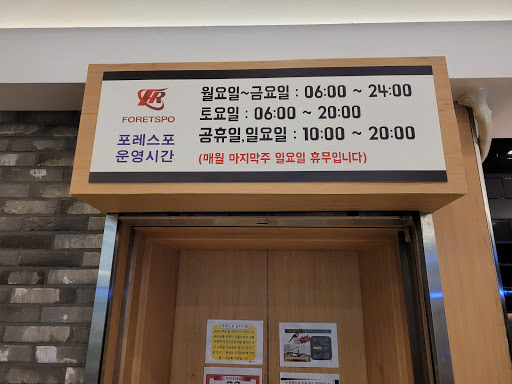 FR
FORETSPO
포레스포
운영시간
월요일~금요일 : 06:00 ~ 24:00
토요일 : 06:00 ~ 20:00
공휴일,일요일 : 10:00 ~ 20:00
(매월 마지막주 일요일 휴무입니다)